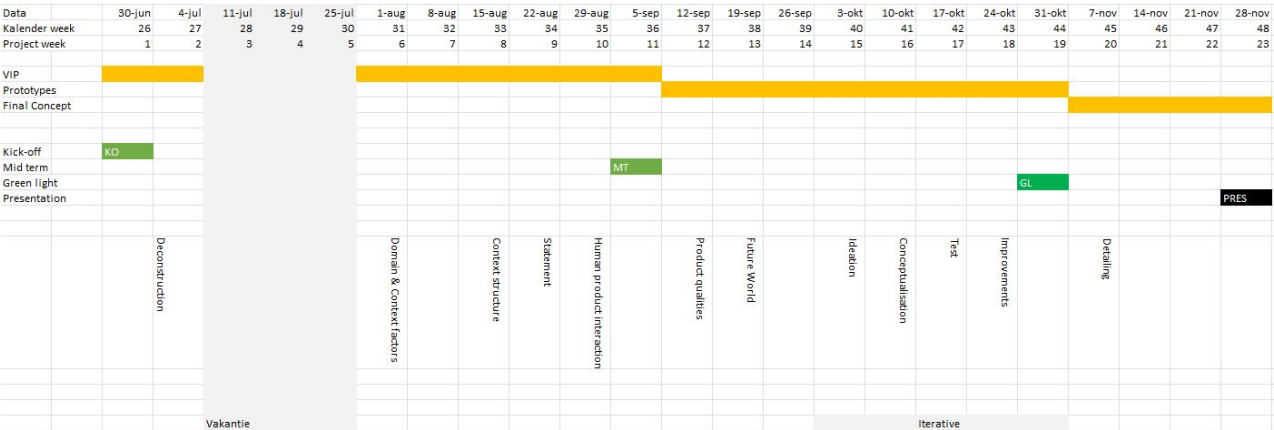 Data 30-jun 4-jul 11-jul 18-jul 25-jul 1-aug 8-aug 15-aug 22-aug 29-aug 5-sep 12-sep 19-sep 26-sep 3-okt 10-okt 17-okt 24-okt 31-okt 7-nov 14-nov 21-nov 28-nov
Kalender week 26 27 28 29 30 31 32 33 34 35 36 37 38 39 40 41 42 43 44 45 46 47 48
Project week 1 2 3 4 5 6 7 8 9 10 11 12 13 14 15 16 17 18 19 20 21 22 23
VIP
Prototypes
Final Concept
Kick-off KO
Mid term MT
Green light GL
Presentation PRES
Deconstruction
Domain & Context factors
Context structure
Statement
Human product interaction
Product qualities
Future World
Ideation
Conceptualisation
Test
Improvements
Detailing
Vakantie Iterative